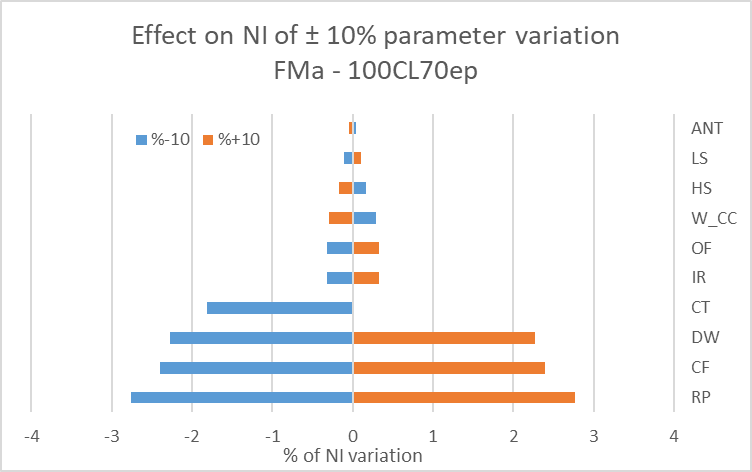 Effect on NI of ± 10% parameter variation
FMa - 100CL70ep
%-10 %+10
ANT
LS
HS
W_CC
OF
IR
CT
DW
CF
RP
-4 -3 -2 -1 0 1 2 3 4
% of NI variation